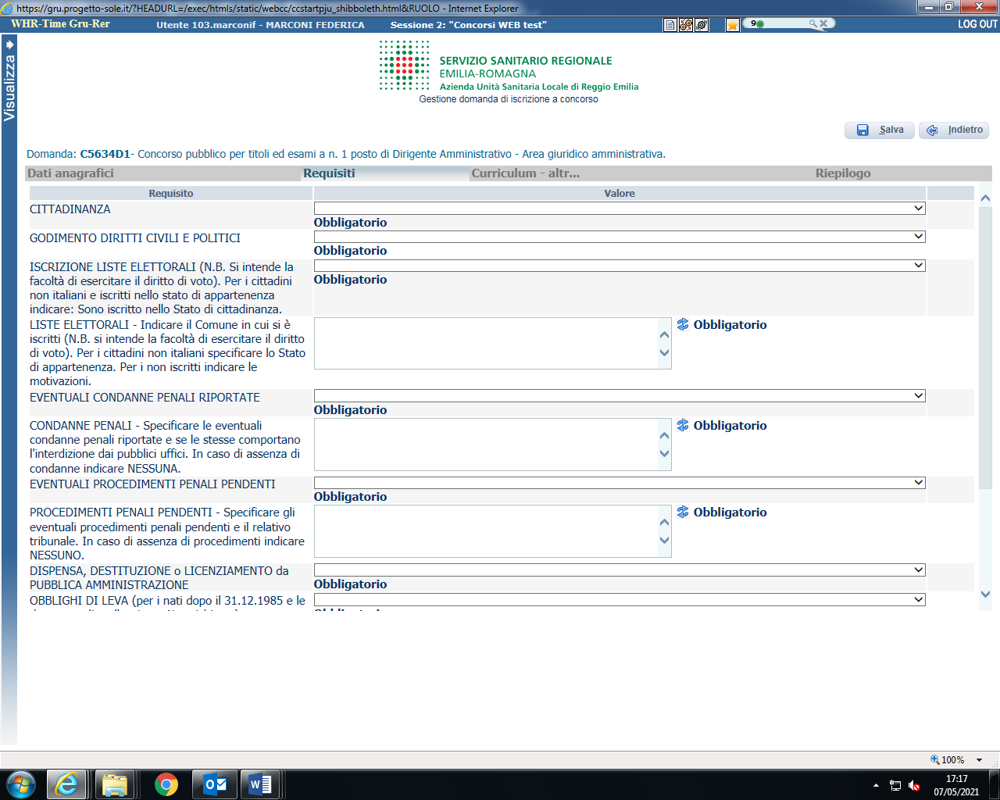 https://gru.progetto-sole.it/?HEADURL=/exec/htmls/static/webcc/ccstartpju_shibboleth.html&RUOLO - Internet Explorer
WHR-Time Gru-Rer
Utente 103.marconif - MARCONI FEDERICA
Sessione 2: "Concorsi WEB test"
9
LOG OUT
Visualizza
SERVIZIO SANITARIO REGIONALE
EMILIA-ROMAGNA
Azienda Unità Sanitaria Locale di Reggio Emilia
Gestione domanda di iscrizione a concorso
Salva
Indietro
Domanda: C5634D1- Concorso pubblico per titoli ed esami a n. 1 posto di Dirigente Amministrativo - Area giuridico amministrativa.
Dati anagrafici
Requisiti
Curriculum - altr...
Riepilogo
Requisito
Valore
CITTADINANZA
Obbligatorio
GODIMENTO DIRITTI CIVILI E POLITICI
Obbligatorio
ISCRIZIONE LISTE ELETTORALI (N.B. Si intende la
facoltà di esercitare il diritto di voto). Per i cittadini
non italiani e iscritti nello stato di appartenenza
indicare: Sono iscritto nello Stato di cittadinanza.
Obbligatorio
LISTE ELETTORALI - Indicare il Comune in cui si è
iscritti (N.B. si intende la facoltà di esercitare il diritto
di voto). Per i cittadini non italiani specificare lo Stato
di appartenenza. Per i non iscritti indicare le
motivazioni.
Obbligatorio
EVENTUALI CONDANNE PENALI RIPORTATE
Obbligatorio
CONDANNE PENALI - Specificare le eventuali
condanne penali riportate e se le stesse comportano
l'interdizione dai pubblici uffici. In caso di assenza di
condanne indicare NESSUNA.
Obbligatorio
EVENTUALI PROCEDIMENTI PENALI PENDENTI
Obbligatorio
PROCEDIMENTI PENALI PENDENTI - Specificare gli
eventuali procedimenti penali pendenti e il relativo
tribunale. In caso di assenza di procedimenti indicare
NESSUNO.
Obbligatorio
DISPENSA, DESTITUZIONE o LICENZIAMENTO da
PUBBLICA AMMINISTRAZIONE
Obbligatorio
OBBLIGHI DI LEVA (per i nati dopo il 31.12.1985 e le
100%
17:17
07/05/2021